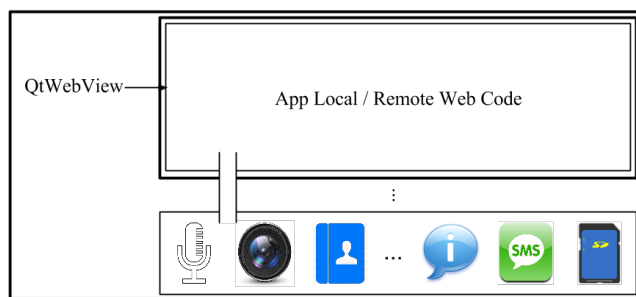 App Local / Remote Web Code
QtWebView
...
...
i
SMS
SD